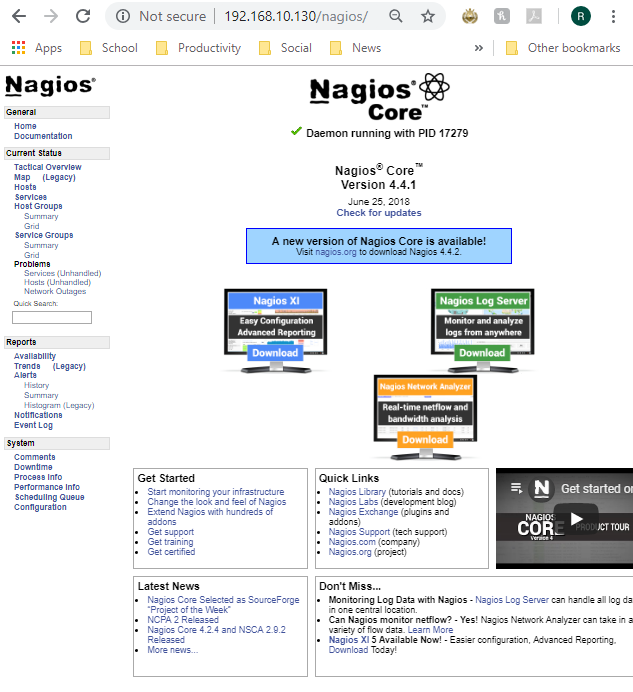 Not secure | 192.168.10.130/nagios/
R
Apps School Productivity Social News » Other bookmarks
Nagios®
General
Home
Documentation
Current Status
Tactical Overview
Map (Legacy)
Hosts
Services
Host Groups
Summary
Grid
Service Groups
Summary
Grid
Problems
Services (Unhandled)
Hosts (Unhandled)
Network Outages
Quick Search:
Reports
Availability
Trends (Legacy)
Alerts
History
Summary
Histogram (Legacy)
Notifications
Event Log
System
Comments
Downtime
Process Info
Performance Info
Scheduling Queue
Configuration
Nagios®
Core™
Daemon running with PID 17279
Nagios® Core™
Version 4.4.1
June 25, 2018
Check for updates
A new version of Nagios Core is available!
Visit nagios.org to download Nagios 4.4.2.
Nagios XI
Easy Configuration
Advanced Reporting
Download
Nagios Log Server
Monitor and analyze
logs from anywhere
Download
Nagios Network Analyzer
Real-time netflow and
bandwidth analysis
Download
Get Started
• Start monitoring your infrastructure
• Change the look and feel of Nagios
• Extend Nagios with hundreds of
addons
• Get support
• Get training
• Get certified
Quick Links
• Nagios Library (tutorials and docs)
• Nagios Labs (development blog)
• Nagios Exchange (plugins and
addons)
• Nagios Support (tech support)
• Nagios.com (company)
• Nagios.org (project)
N Get started on
NAGIOS
CORE PRODUCT TOUR
Version 4
Latest News
• Nagios Core Selected as SourceForge
"Project of the Week"
• NCPA 2 Released
• Nagios Core 4.2.4 and NSCA 2.9.2
Released
• More news...
Don't Miss...
• Monitoring Log Data with Nagios - Nagios Log Server can handle all log da
in one central location.
• Can Nagios monitor netflow? - Yes! Nagios Network Analyzer can take in a
variety of flow data. Learn More
• Nagios XI 5 Available Now! - Easier configuration, Advanced Reporting,
Download Today!